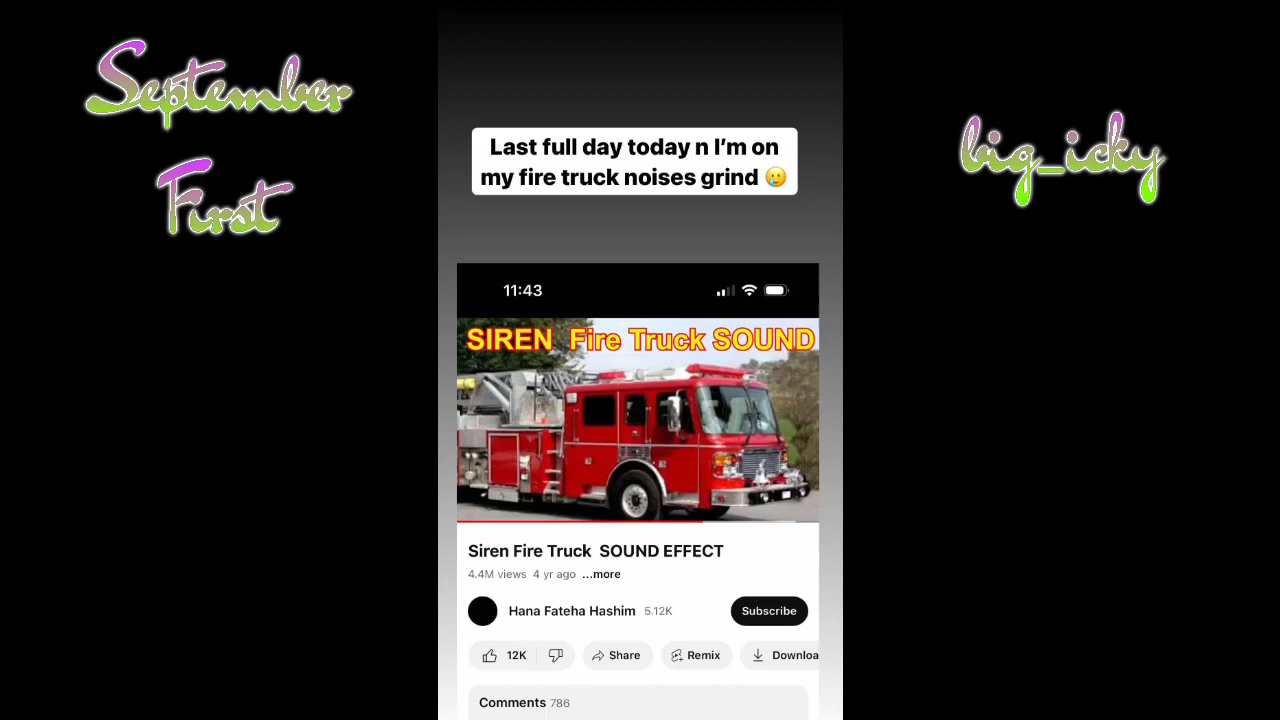 September
First
big_icky
Last full day today n I'm on
my fire truck noises grind 🥲
11:43
SIREN Fire Truck SOUND
Siren Fire Truck SOUND EFFECT
4.4M views 4 yr ago ...more
Hana Fateha Hashim 5.12K Subscribe
12K Share Remix Downloa
Comments 786